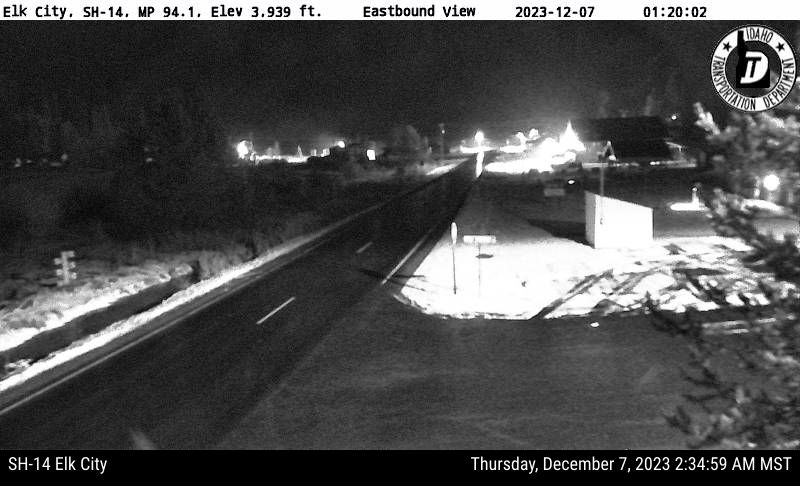 Elk City, SH-14, MP 94.1, Elev 3,939 ft. Eastbound View 2023-12-07 01:20:02
IDAHO
TRANSPORTATION DEPARTMENT
SH-14 Elk City Thursday, December 7, 2023 2:34:59 AM MST